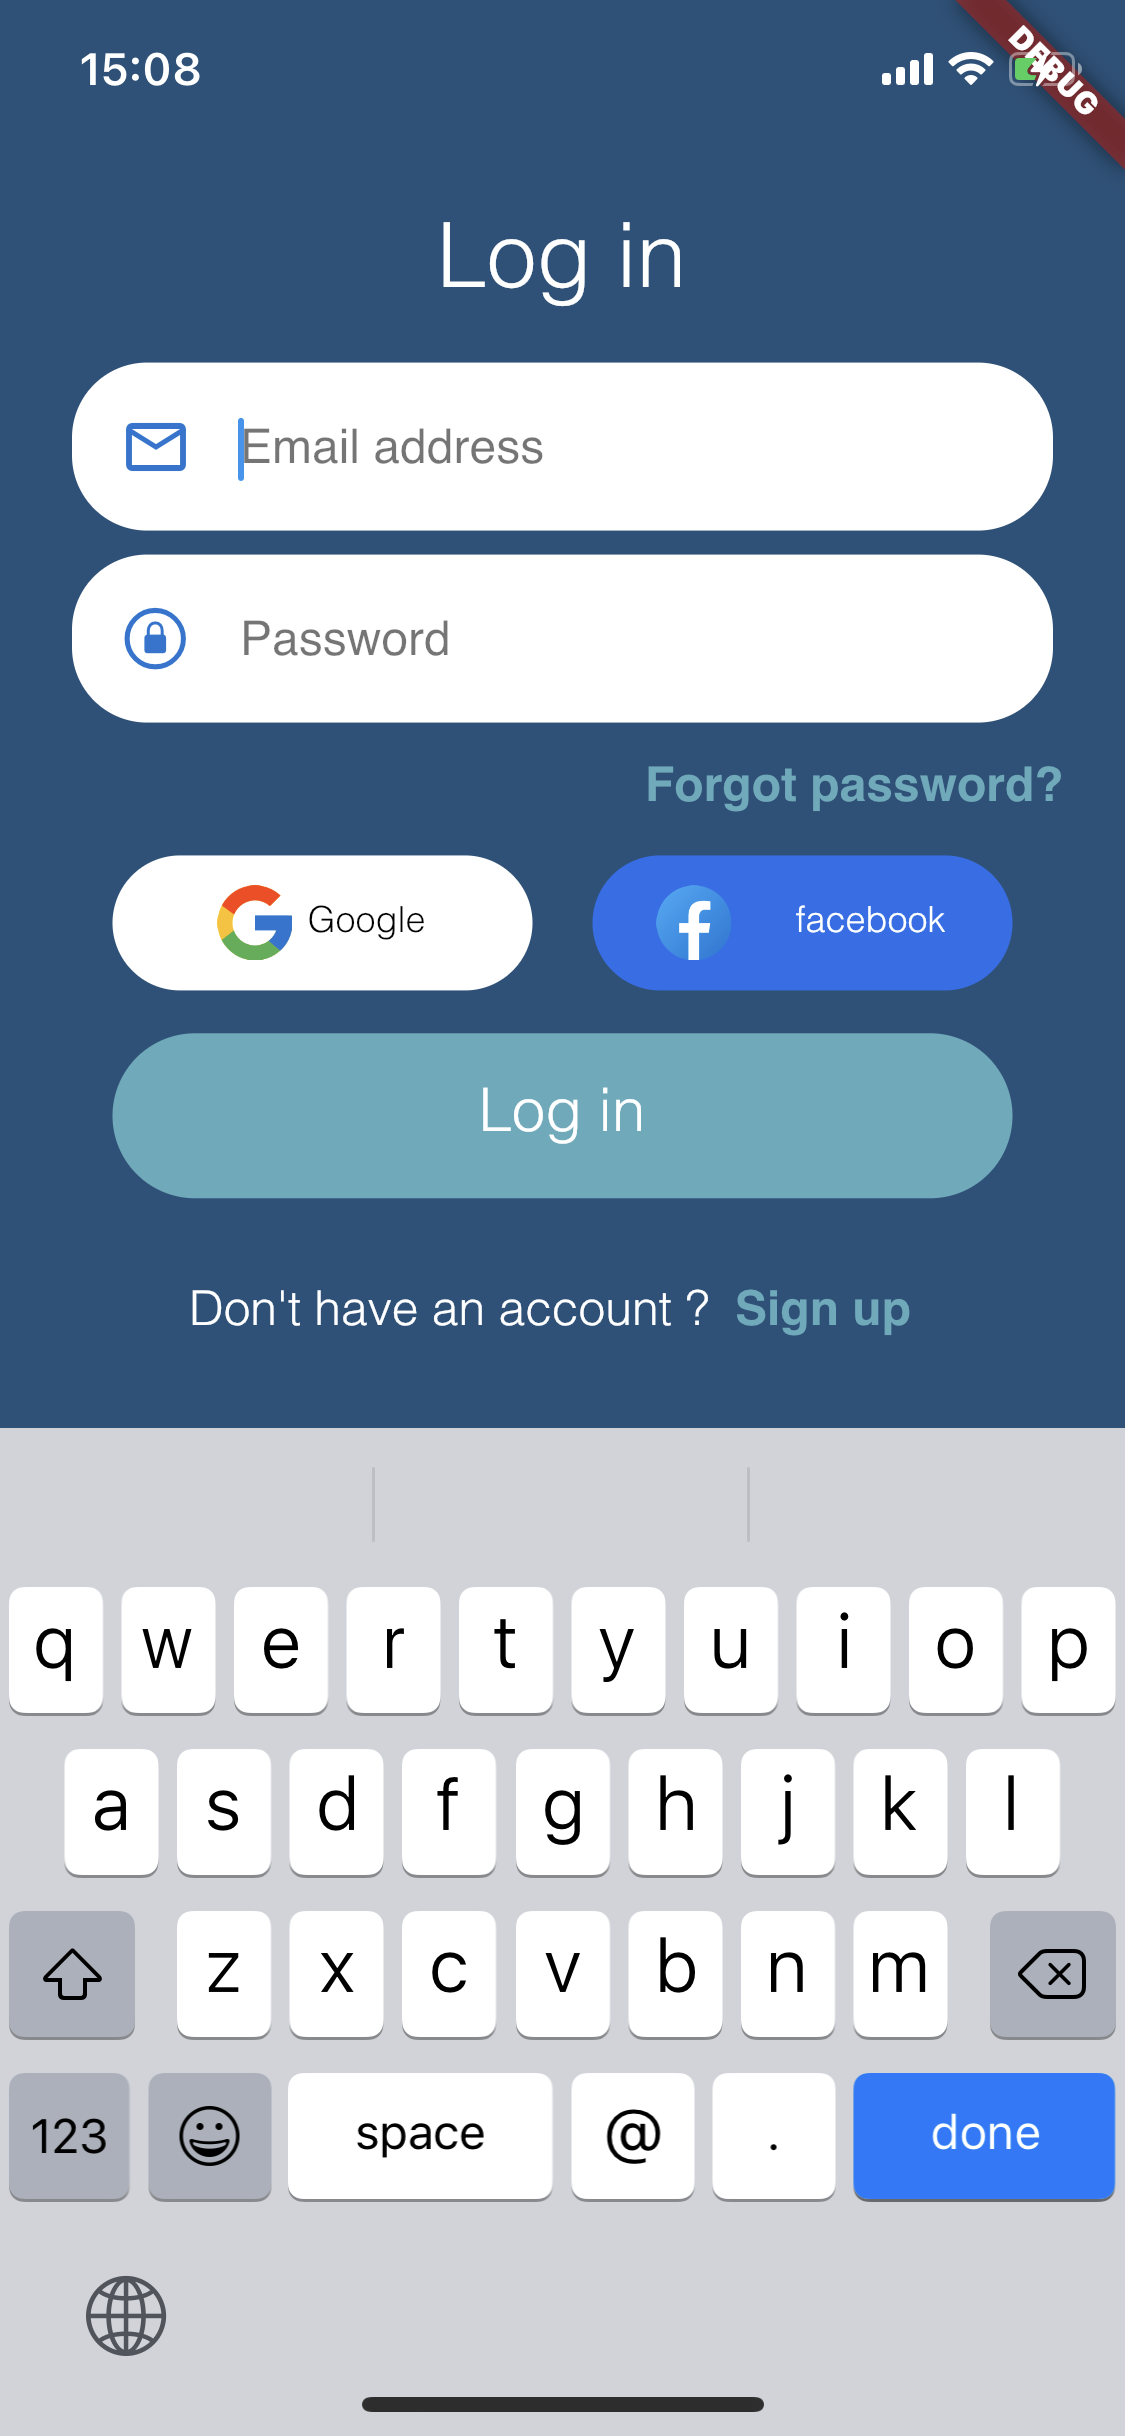 15:08
DEBUG
Log in
Email address
Password
Forgot password?
Google facebook
Log in
Don't have an account ? Sign up
q w e r t y u i o p
a s d f g h j k l
z x c v b n m
123 space @ . done